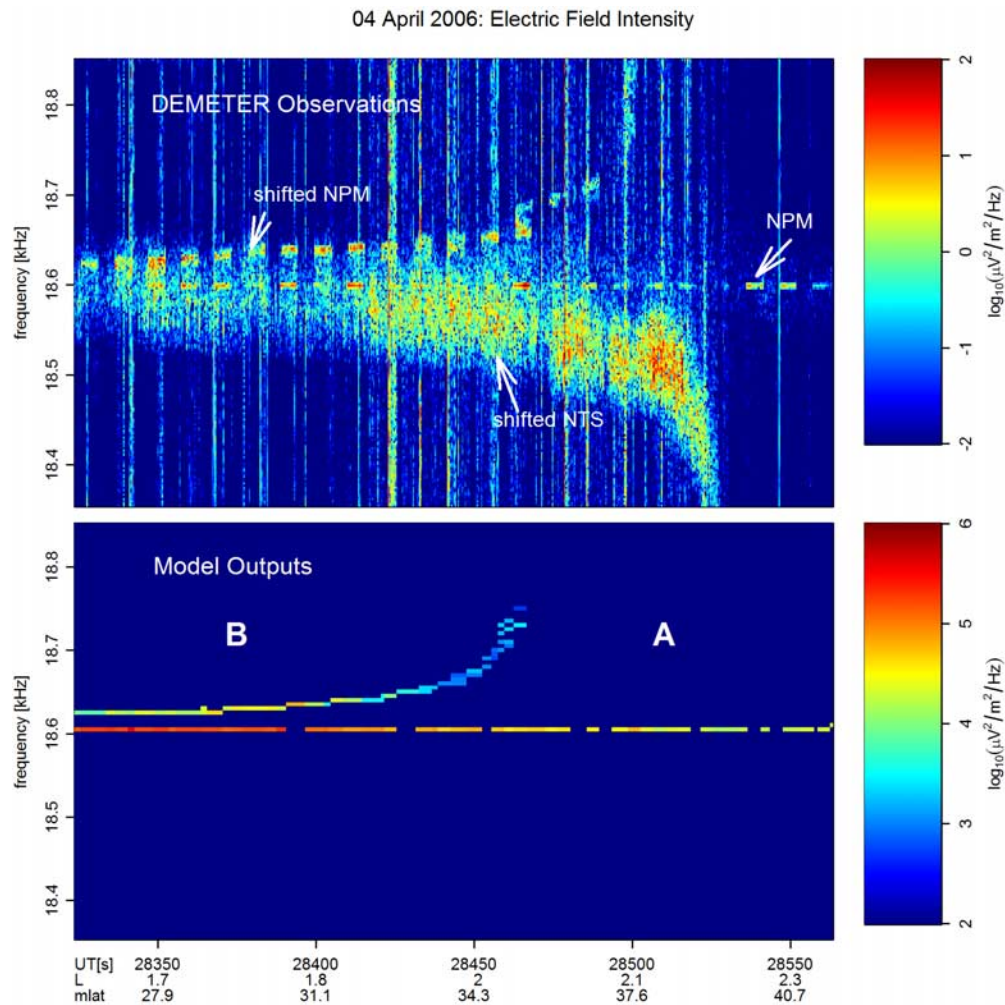 04 April 2006: Electric Field Intensity
DEMETER Observations
shifted NPM
NPM
shifted NTS
frequency [kHz]
18.8
18.7
18.6
18.5
18.4
2
1
0
-1
-2
log₁₀(μV²/m²/Hz)
Model Outputs
B
A
frequency [kHz]
18.8
18.7
18.6
18.5
18.4
6
5
4
3
2
log₁₀(μV²/m²/Hz)
UT[s] 28350 28400 28450 28500 28550
L 1.7 1.8 2 2.1 2.3
mlat 27.9 31.1 34.3 37.6 40.7